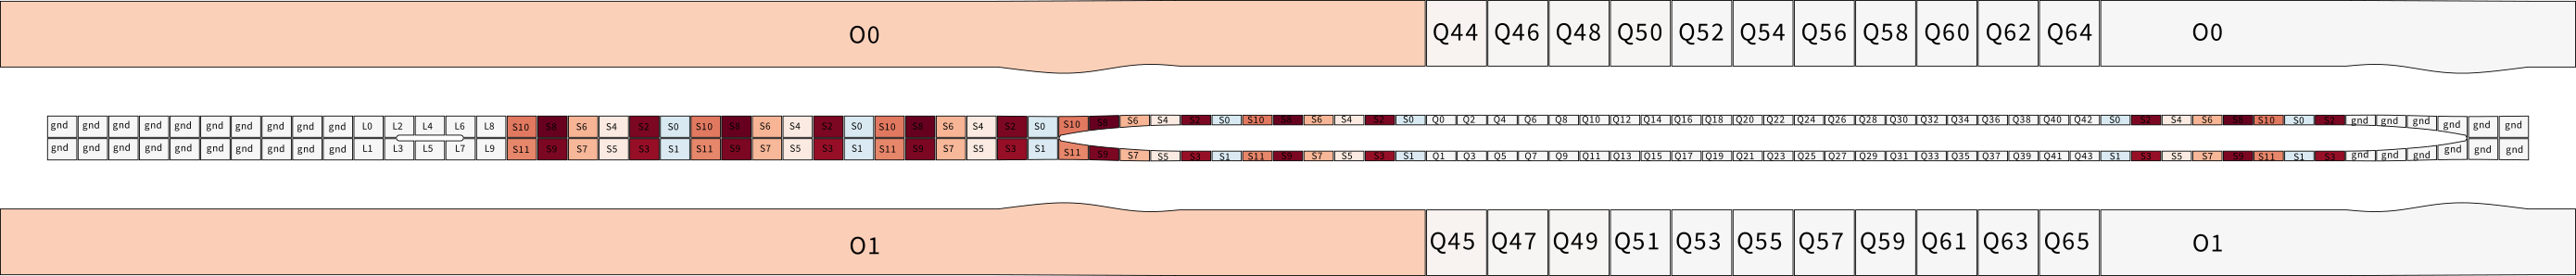 O0 Q44 Q46 Q48 Q50 Q52 Q54 Q56 Q58 Q60 Q62 Q64 O0
gnd gnd gnd gnd gnd gnd gnd gnd gnd gnd L0 L2 L4 L6 L8 S10 S8 S6 S4 S2 S0 S10 S8 S6 S4 S2 S0 S10 S8 S6 S4 S2 S0 S10 S8 S6 S4 S2 S0 S10 S8 S6 S4 S2 S0 Q0 Q2 Q4 Q6 Q8 Q10 Q12 Q14 Q16 Q18 Q20 Q22 Q24 Q26 Q28 Q30 Q32 Q34 Q36 Q38 Q40 Q42 S0 S2 S4 S6 S8 S10 S0 S2 gnd gnd gnd gnd gnd gnd
gnd gnd gnd gnd gnd gnd gnd gnd gnd gnd L1 L3 L5 L7 L9 S11 S9 S7 S5 S3 S1 S11 S9 S7 S5 S3 S1 S11 S9 S7 S5 S3 S1 S11 S9 S7 S5 S3 S1 S11 S9 S7 S5 S3 S1 Q1 Q3 Q5 Q7 Q9 Q11 Q13 Q15 Q17 Q19 Q21 Q23 Q25 Q27 Q29 Q31 Q33 Q35 Q37 Q39 Q41 Q43 S1 S3 S5 S7 S9 S11 S1 S3 gnd gnd gnd gnd gnd gnd
O1 Q45 Q47 Q49 Q51 Q53 Q55 Q57 Q59 Q61 Q63 Q65 O1